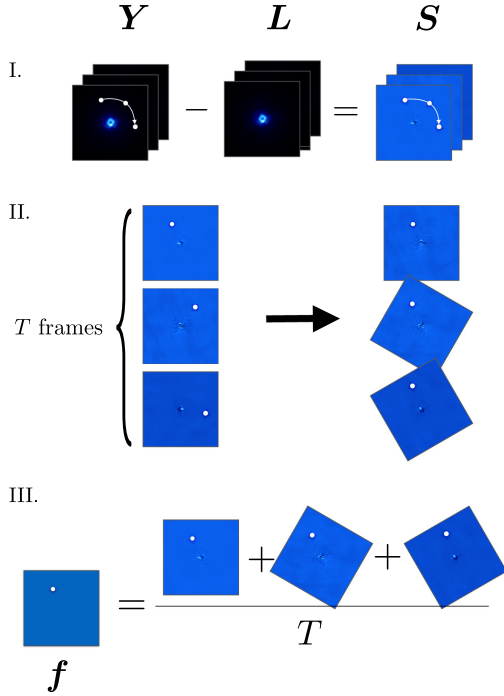 Y L S
I.
− =
II.
T frames
III.
+ +
=
T
f